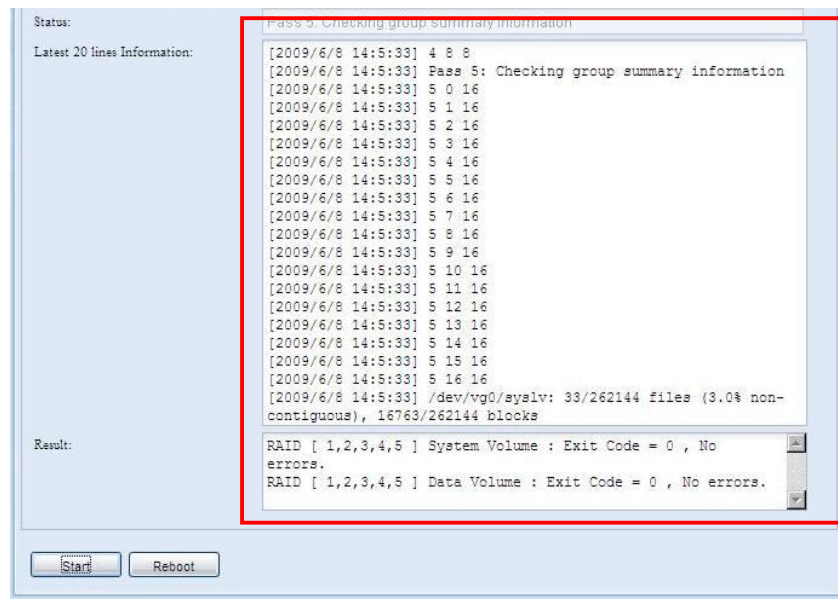 Status:
Pass 5: Checking group summary information
Latest 20 lines Information:
[2009/6/8 14:5:33] 4 8 8
[2009/6/8 14:5:33] Pass 5: Checking group summary information
[2009/6/8 14:5:33] 5 0 16
[2009/6/8 14:5:33] 5 1 16
[2009/6/8 14:5:33] 5 2 16
[2009/6/8 14:5:33] 5 3 16
[2009/6/8 14:5:33] 5 4 16
[2009/6/8 14:5:33] 5 5 16
[2009/6/8 14:5:33] 5 6 16
[2009/6/8 14:5:33] 5 7 16
[2009/6/8 14:5:33] 5 8 16
[2009/6/8 14:5:33] 5 9 16
[2009/6/8 14:5:33] 5 10 16
[2009/6/8 14:5:33] 5 11 16
[2009/6/8 14:5:33] 5 12 16
[2009/6/8 14:5:33] 5 13 16
[2009/6/8 14:5:33] 5 14 16
[2009/6/8 14:5:33] 5 15 16
[2009/6/8 14:5:33] 5 16 16
[2009/6/8 14:5:33] /dev/vg0/syslv: 33/262144 files (3.0% non-
contiguous), 16763/262144 blocks
Result:
RAID [ 1,2,3,4,5 ] System Volume : Exit Code = 0 , No
errors.
RAID [ 1,2,3,4,5 ] Data Volume : Exit Code = 0 , No errors.
Start
Reboot